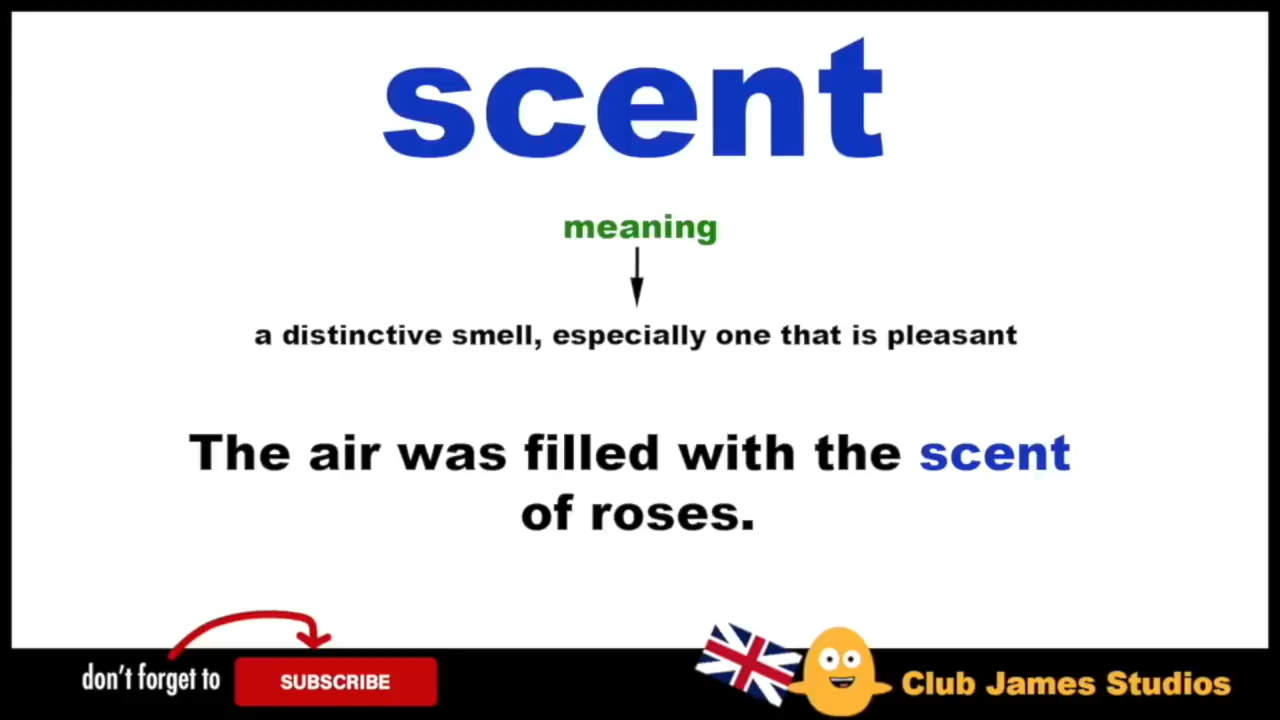 scent
meaning
a distinctive smell, especially one that is pleasant
The air was filled with the scent
of roses.
don't forget to SUBSCRIBE
Club James Studios